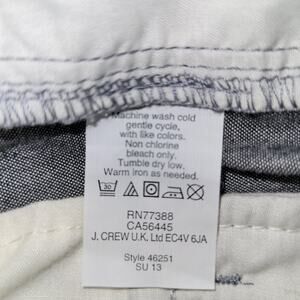 Machine wash cold
gentle cycle,
with like colors.
Non chlorine
bleach only.
Tumble dry low.
Warm iron as needed.
30
RN77388
CA56445
J. CREW U.K. Ltd EC4V 6JA
Style 46251
SU 13